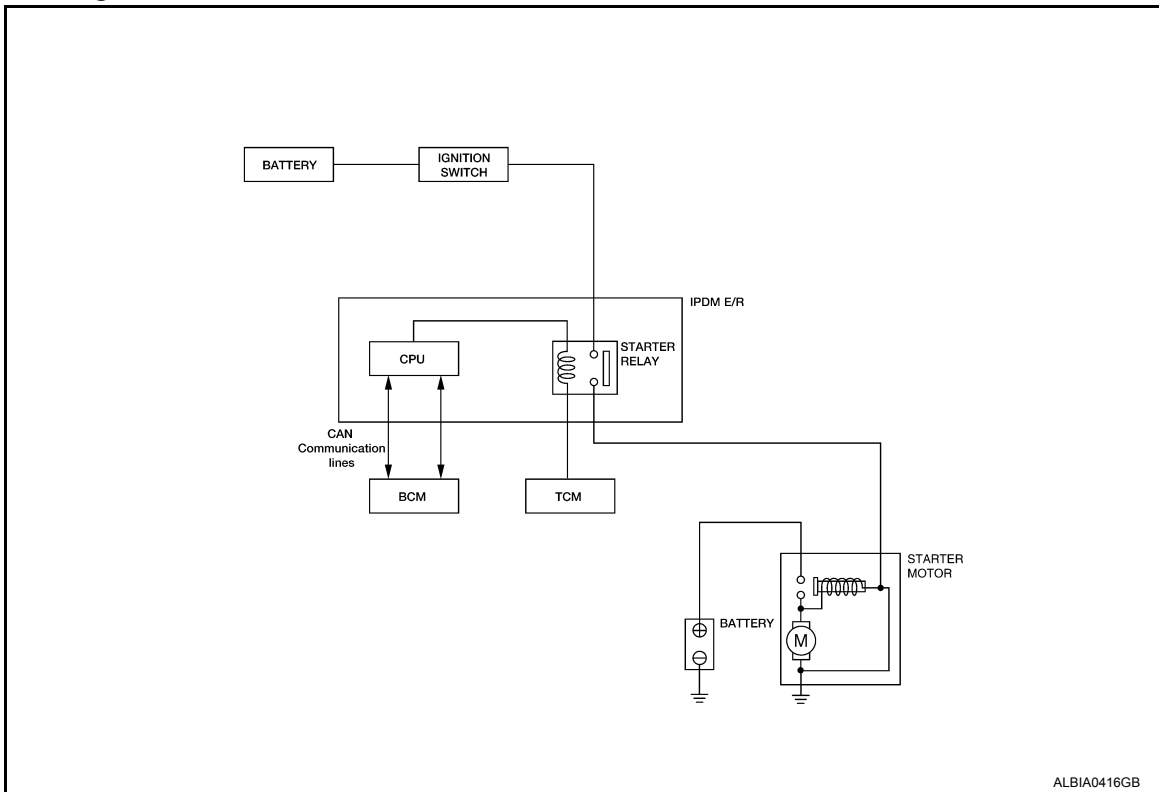 BATTERY
IGNITION
SWITCH
IPDM E/R
CPU
STARTER
RELAY
CAN
Communication
lines
BCM
TCM
STARTER
MOTOR
BATTERY
M
ALBIA0416GB